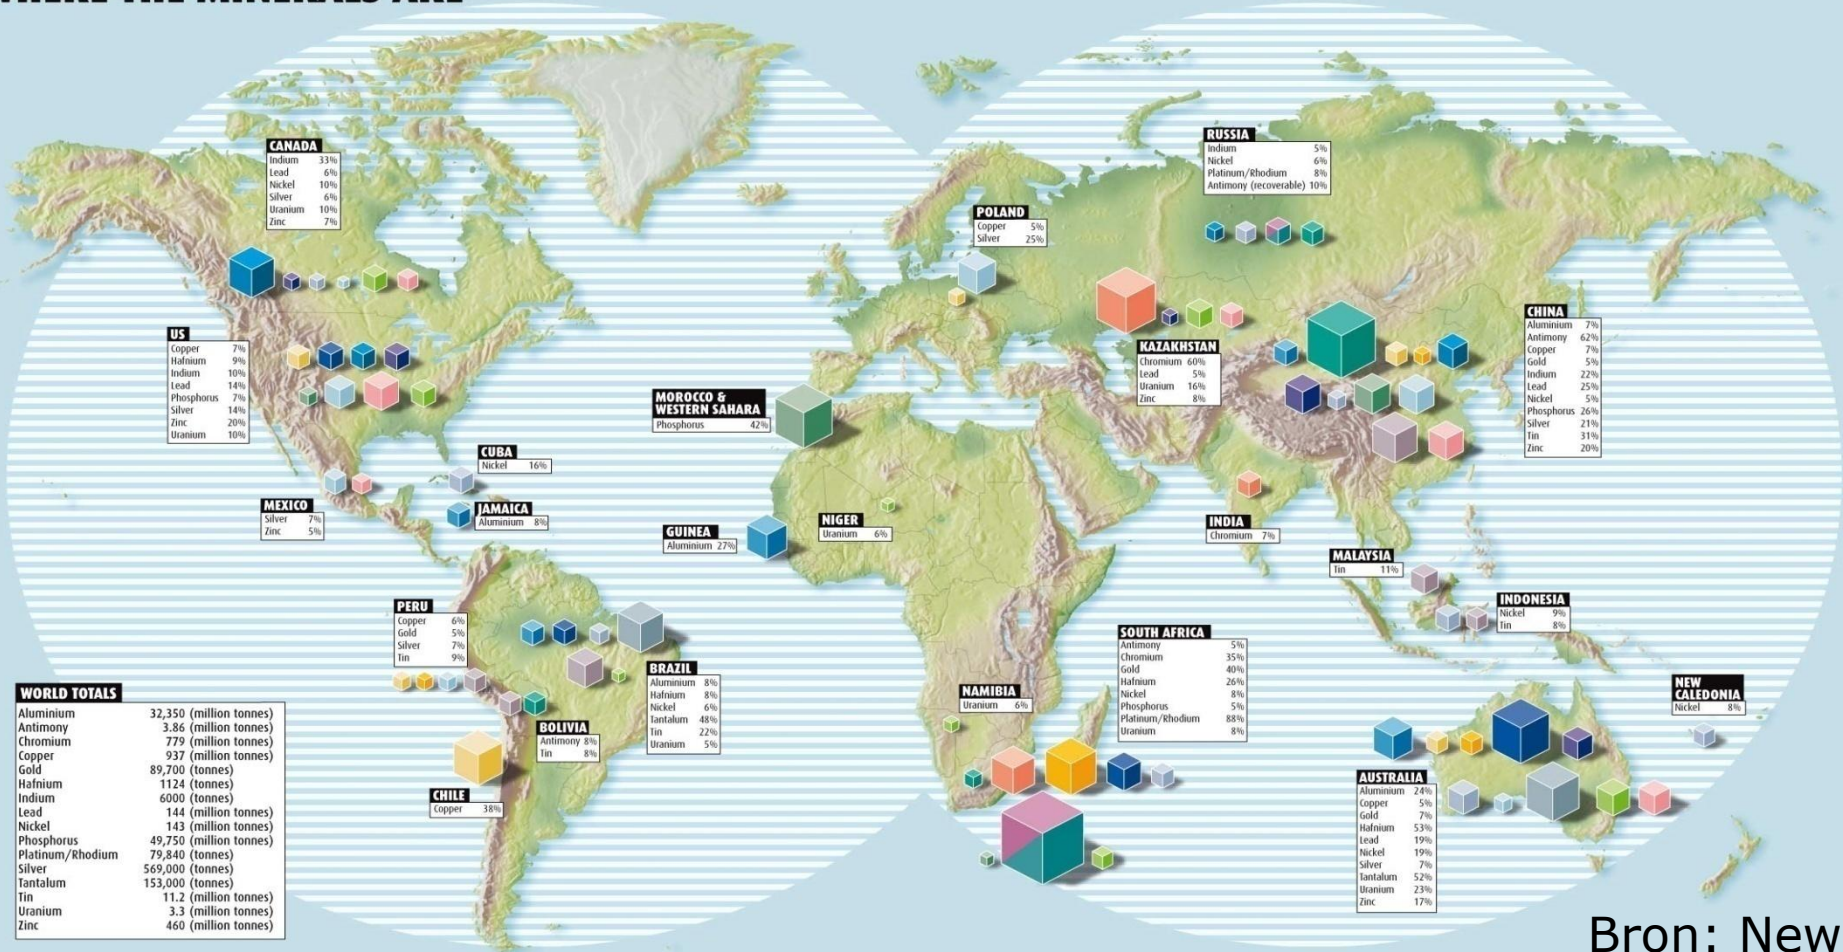 WHERE THE MINERALS ARE
CANADA
Indium 33%
Lead 6%
Nickel 10%
Silver 6%
Uranium 10%
Zinc 7%
US
Copper 7%
Hafnium 9%
Indium 10%
Lead 14%
Phosphorus 7%
Silver 14%
Zinc 20%
Uranium 10%
MEXICO
Silver 7%
Zinc 5%
CUBA
Nickel 16%
JAMAICA
Aluminium 8%
PERU
Copper 6%
Gold 5%
Silver 7%
Tin 9%
BRAZIL
Aluminium 8%
Hafnium 8%
Nickel 6%
Tantalum 48%
Tin 22%
Uranium 5%
BOLIVIA
Antimony 8%
Tin 8%
CHILE
Copper 38%
WORLD TOTALS
Aluminium 32,350 (million tonnes)
Antimony 3.86 (million tonnes)
Chromium 779 (million tonnes)
Copper 937 (million tonnes)
Gold 89,700 (tonnes)
Hafnium 1124 (tonnes)
Indium 6000 (tonnes)
Lead 144 (million tonnes)
Nickel 143 (million tonnes)
Phosphorus 49,750 (million tonnes)
Platinum/Rhodium 79,840 (tonnes)
Silver 569,000 (tonnes)
Tantalum 153,000 (tonnes)
Tin 11.2 (million tonnes)
Uranium 3.3 (million tonnes)
Zinc 460 (million tonnes)
POLAND
Copper 5%
Silver 25%
RUSSIA
Indium 5%
Nickel 6%
Platinum/Rhodium 8%
Antimony (recoverable) 10%
MOROCCO &
WESTERN SAHARA
Phosphorus 42%
KAZAKHSTAN
Chromium 60%
Lead 5%
Uranium 16%
Zinc 8%
CHINA
Aluminium 7%
Antimony 62%
Copper 7%
Gold 5%
Indium 22%
Lead 25%
Nickel 5%
Phosphorus 26%
Silver 21%
Tin 31%
Zinc 20%
GUINEA
Aluminium 27%
NIGER
Uranium 6%
INDIA
Chromium 7%
MALAYSIA
Tin 11%
INDONESIA
Nickel 9%
Tin 8%
SOUTH AFRICA
Antimony 5%
Chromium 35%
Gold 40%
Hafnium 26%
Nickel 8%
Phosphorus 5%
Platinum/Rhodium 88%
Uranium 8%
NAMIBIA
Uranium 6%
NEW
CALEDONIA
Nickel 8%
AUSTRALIA
Aluminium 24%
Copper 5%
Gold 7%
Hafnium 53%
Lead 19%
Nickel 19%
Silver 7%
Tantalum 52%
Uranium 23%
Zinc 17%
Bron: New